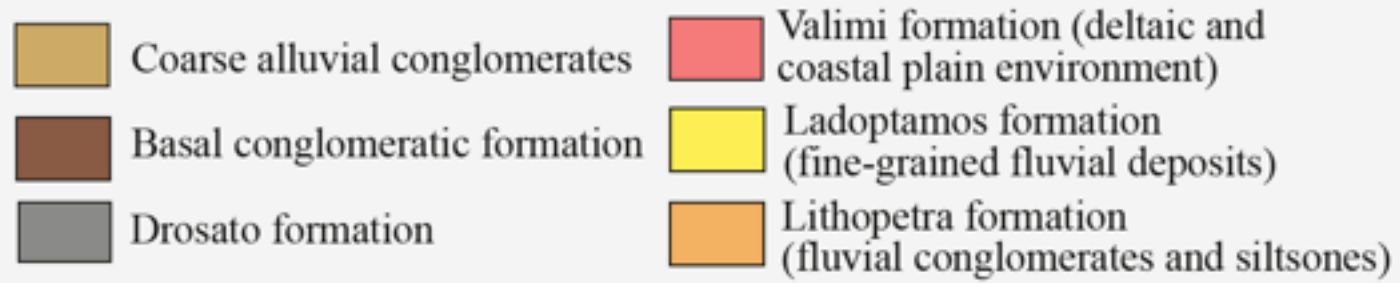 Coarse alluvial conglomerates
Basal conglomeratic formation
Drosato formation
Valimi formation (deltaic and
coastal plain environment)
Ladoptamos formation
(fine-grained fluvial deposits)
Lithopetra formation
(fluvial conglomerates and siltsones)